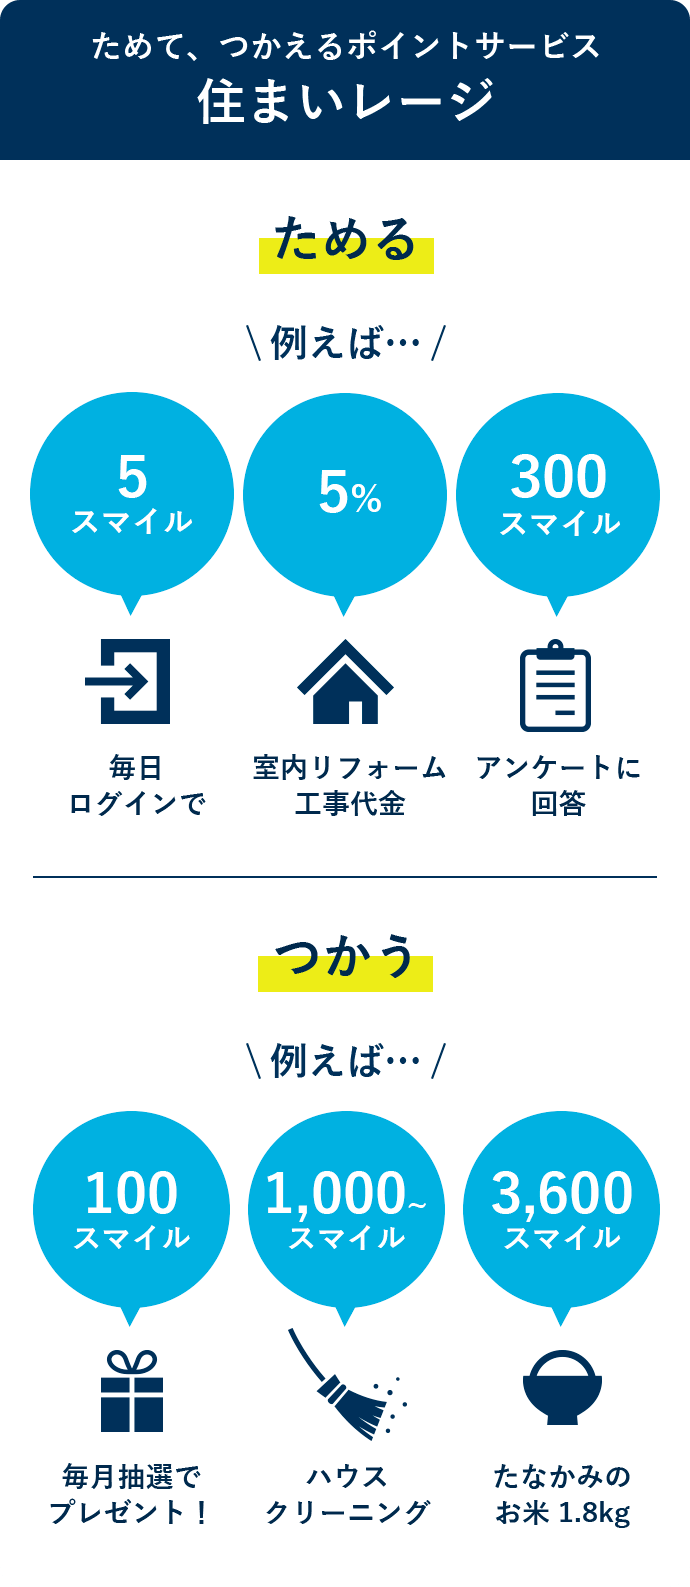 ためて、つかえるポイントサービス
住まいレージ
ためる
\ 例えば… /
5
スマイル
5%
300
スマイル
毎日
ログインで
室内リフォーム
工事代金
アンケートに
回答
つかう
\ 例えば… /
100
スマイル
1,000~
スマイル
3,600
スマイル
毎月抽選で
プレゼント！
ハウス
クリーニング
たなかみの
お米 1.8kg